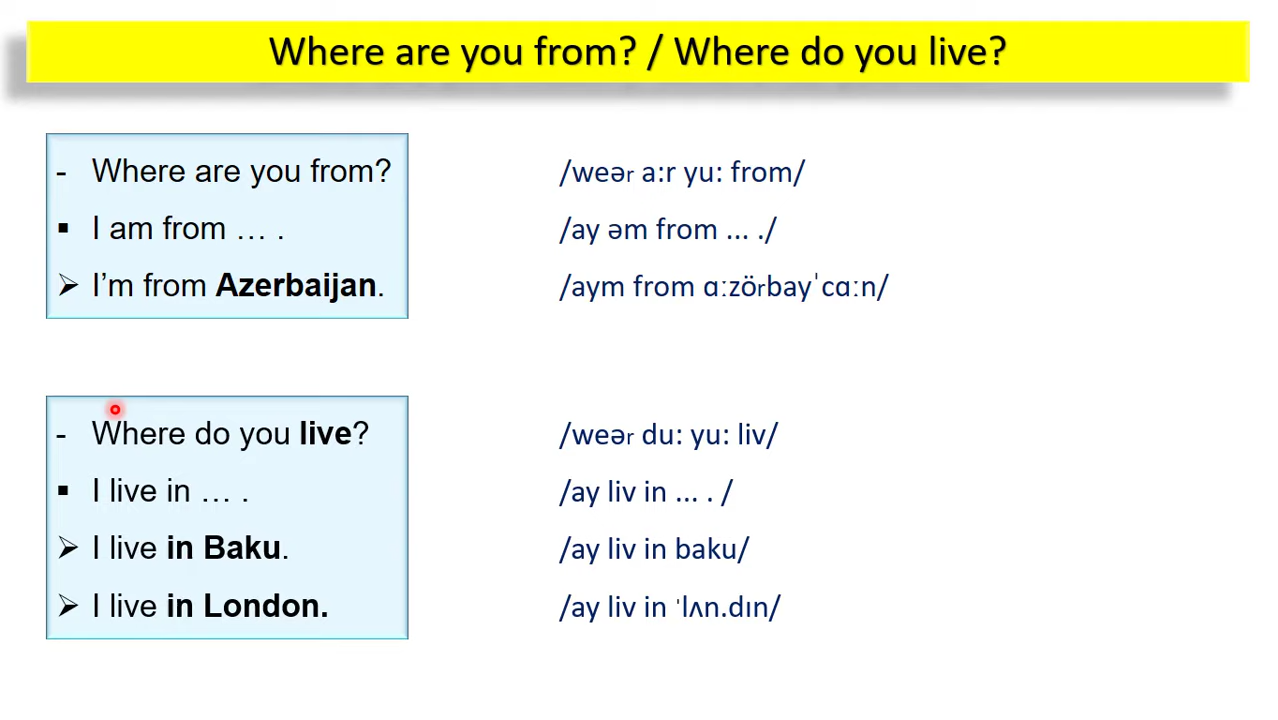 Where are you from? / Where do you live?
- Where are you from?
/weər a:r yu: from/
▪ I am from … .
/ay əm from ... ./
➢ I’m from Azerbaijan.
/aym from ɑːzörbayˈcɑːn/
- Where do you live?
/weər du: yu: liv/
▪ I live in … .
/ay liv in ... . /
➢ I live in Baku.
/ay liv in baku/
➢ I live in London.
/ay liv in ˈlʌn.dın/